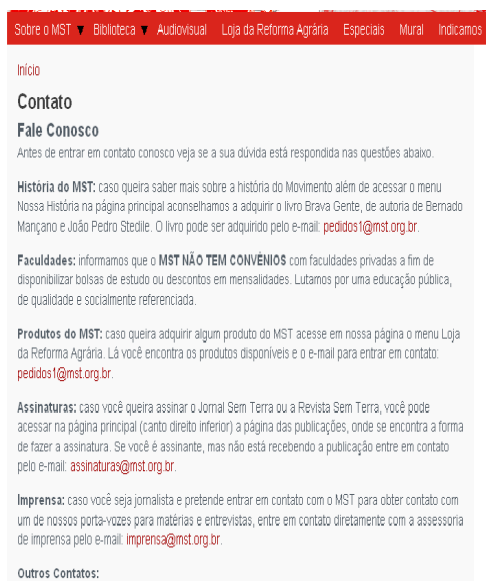 Sobre o MST Biblioteca Audiovisual Loja da Reforma Agrária Especiais Mural Indicamos
Início
Contato
Fale Conosco
Antes de entrar em contato conosco veja se a sua dúvida está respondida nas questões abaixo.
História do MST: caso queira saber mais sobre a história do Movimento além de acessar o menu
Nossa História na página principal aconselhamos a adquirir o livro Brava Gente, de autoria de Bernado
Mançano e João Pedro Stedile. O livro pode ser adquirido pelo e-mail: pedidos1@mst.org.br.
Faculdades: informamos que o MST NÃO TEM CONVÊNIOS com faculdades privadas a fim de
disponibilizar bolsas de estudo ou descontos em mensalidades. Lutamos por uma educação pública,
de qualidade e socialmente referenciada.
Produtos do MST: caso queira adquirir algum produto do MST acesse em nossa página o menu Loja
da Reforma Agrária. Lá você encontra os produtos disponíveis e o e-mail para entrar em contato:
pedidos1@mst.org.br.
Assinaturas: caso você queira assinar o Jornal Sem Terra ou a Revista Sem Terra, você pode
acessar na página principal (canto direito inferior) a página das publicações, onde se encontra a forma
de fazer a assinatura. Se você é assinante, mas não está recebendo a publicação entre em contato
pelo e-mail: assinaturas@mst.org.br.
Imprensa: caso você seja jornalista e pretende entrar em contato com o MST para obter contato com
um de nossos porta-vozes para matérias e entrevistas, entre em contato diretamente com a assessoria
de imprensa pelo e-mail: imprensa@mst.org.br.
Outros Contatos: